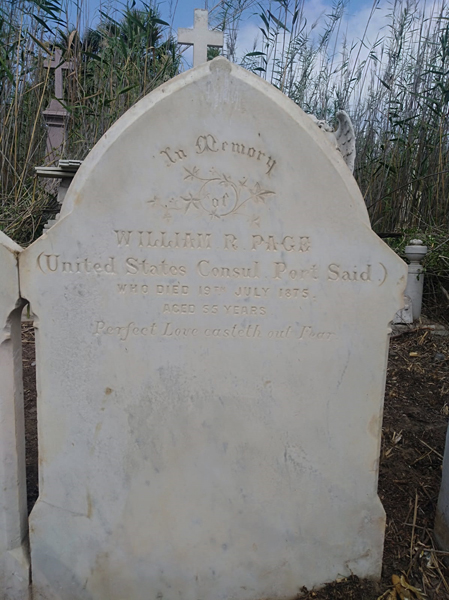 In Memory
of
WILLIAM R. PAGE
(United States Consul Port Said)
WHO DIED 19TH JULY 1875,
AGED 55 YEARS
Perfect Love casteth out Fear